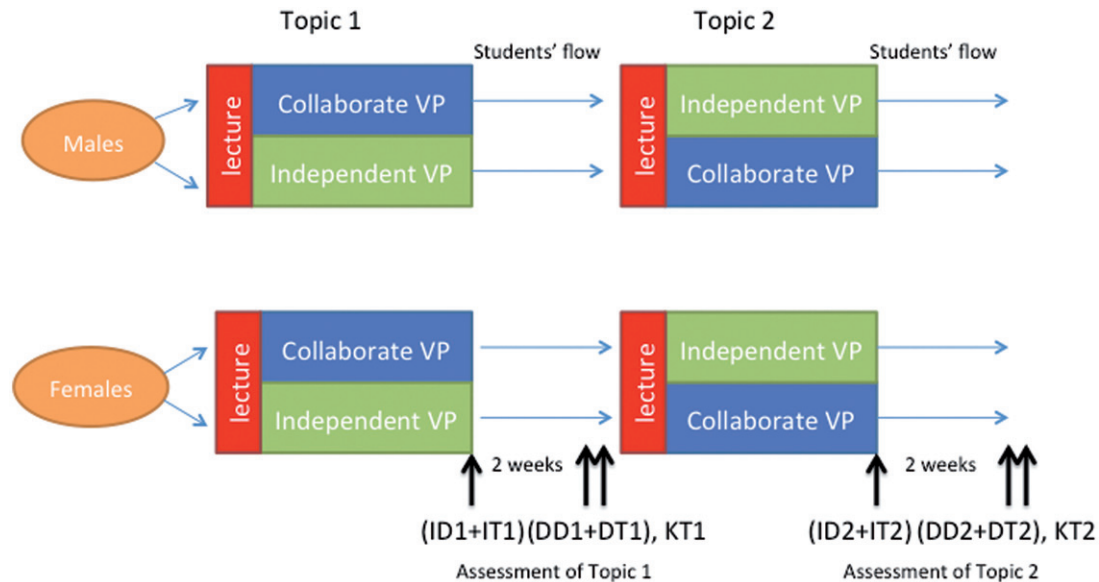 Topic 1
Topic 2
Students' flow
Students' flow
Males
lecture
Collaborate VP
Independent VP
lecture
Independent VP
Collaborate VP
Females
lecture
Collaborate VP
Independent VP
lecture
Independent VP
Collaborate VP
2 weeks
2 weeks
(ID1+IT1) (DD1+DT1), KT1
(ID2+IT2) (DD2+DT2), KT2
Assessment of Topic 1
Assessment of Topic 2